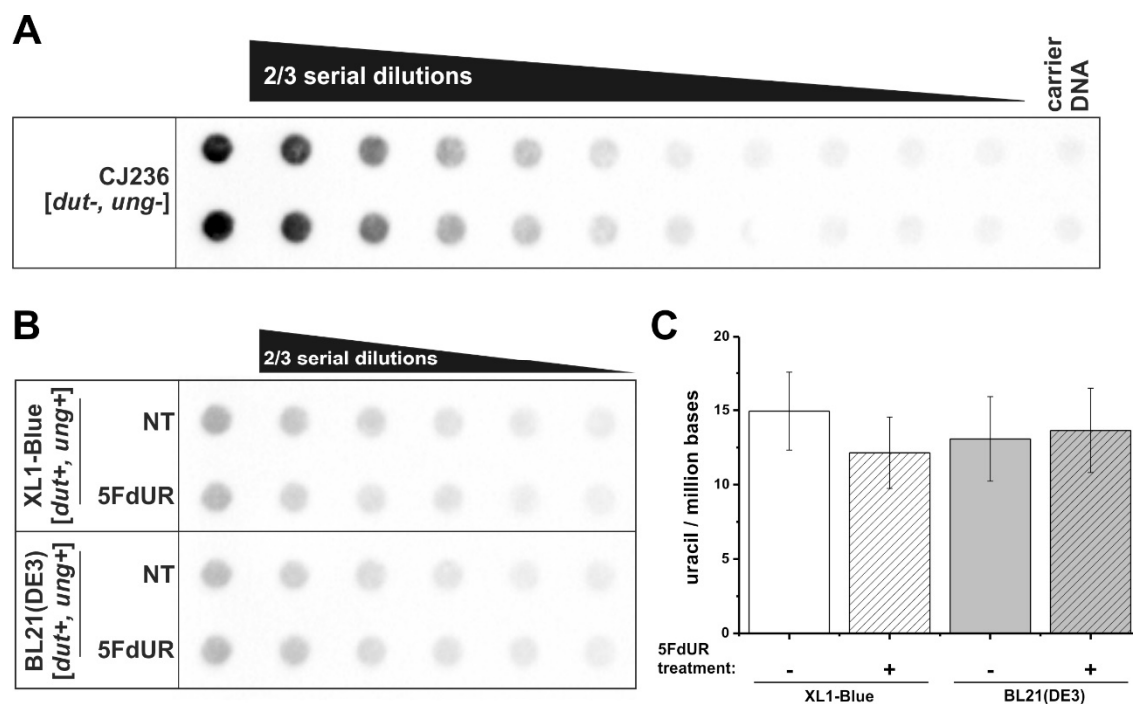 A
2/3 serial dilutions
carrier
DNA
CJ236
[dut-, ung-]
B
2/3 serial dilutions
XL1-Blue
[dut+, ung+]
NT
5FdUR
BL21(DE3)
[dut+, ung+]
NT
5FdUR
C
uracil / million bases
20
15
10
5
0
5FdUR
treatment:
- + - +
XL1-Blue BL21(DE3)